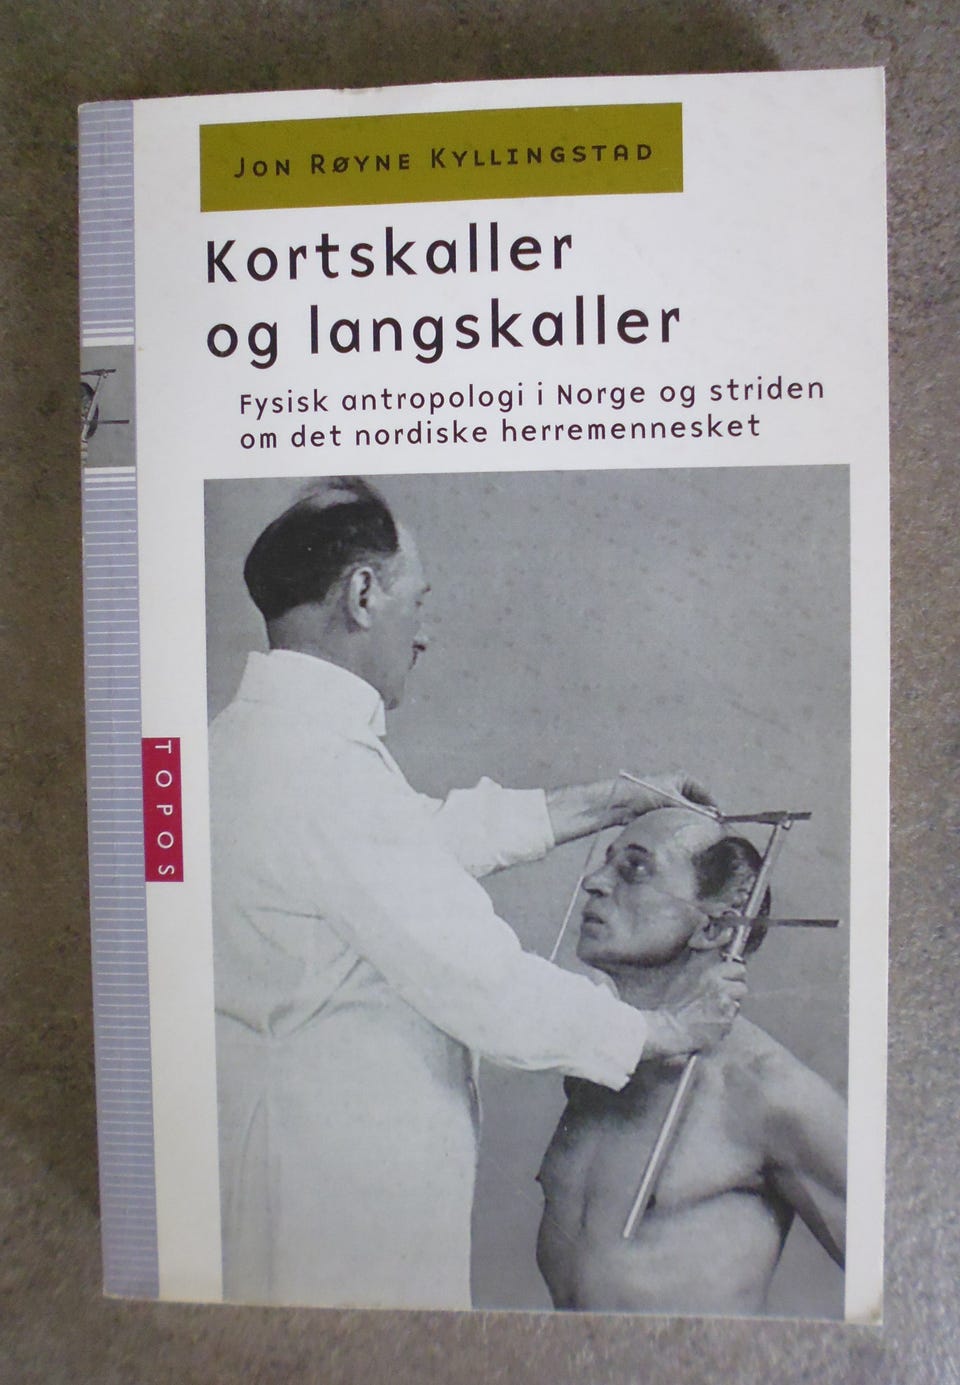 Jon Røyne Kyllingstad
Kortskaller
og langskaller
Fysisk antropologi i Norge og striden
om det nordiske herremennesket
TOPOS